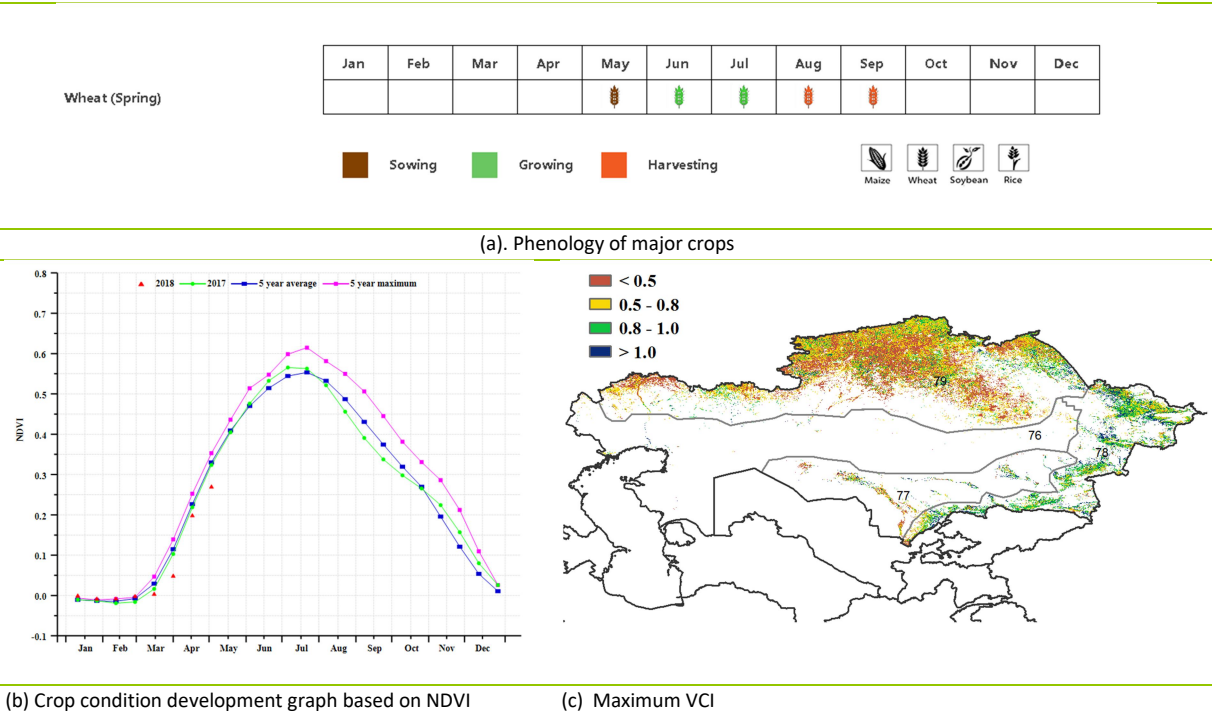 Jan Feb Mar Apr May Jun Jul Aug Sep Oct Nov Dec
Wheat (Spring)
Sowing Growing Harvesting
Maize Wheat Soybean Rice
(a). Phenology of major crops
0.8
0.7
0.6
0.5
0.4
0.3
0.2
0.1
0.0
-0.1
NDVI
2018 2017 5 year average 5 year maximum
Jan Feb Mar Apr May Jun Jul Aug Sep Oct Nov Dec
< 0.5
0.5 - 0.8
0.8 - 1.0
> 1.0
79
76
78
77
(b) Crop condition development graph based on NDVI
(c) Maximum VCI